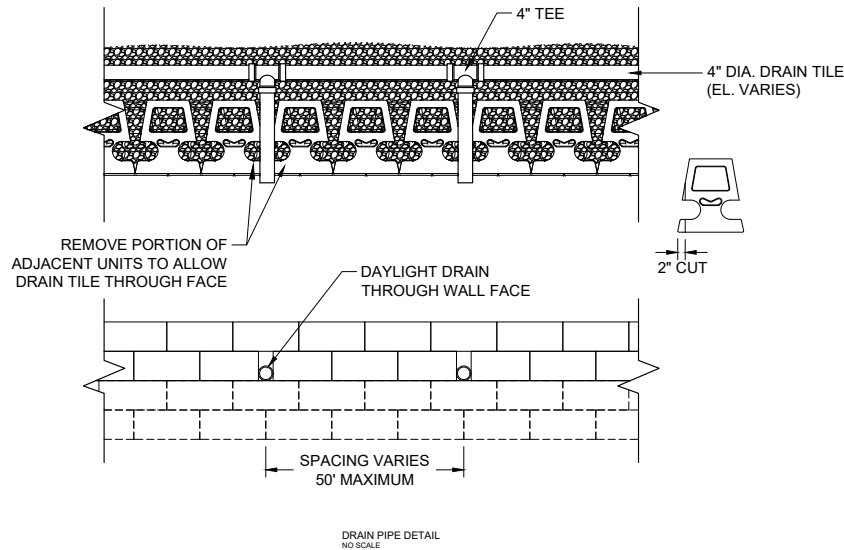 4" TEE
4" DIA. DRAIN TILE
(EL. VARIES)
REMOVE PORTION OF
ADJACENT UNITS TO ALLOW
DRAIN TILE THROUGH FACE
2" CUT
DAYLIGHT DRAIN
THROUGH WALL FACE
SPACING VARIES
50' MAXIMUM
DRAIN PIPE DETAIL
NO SCALE